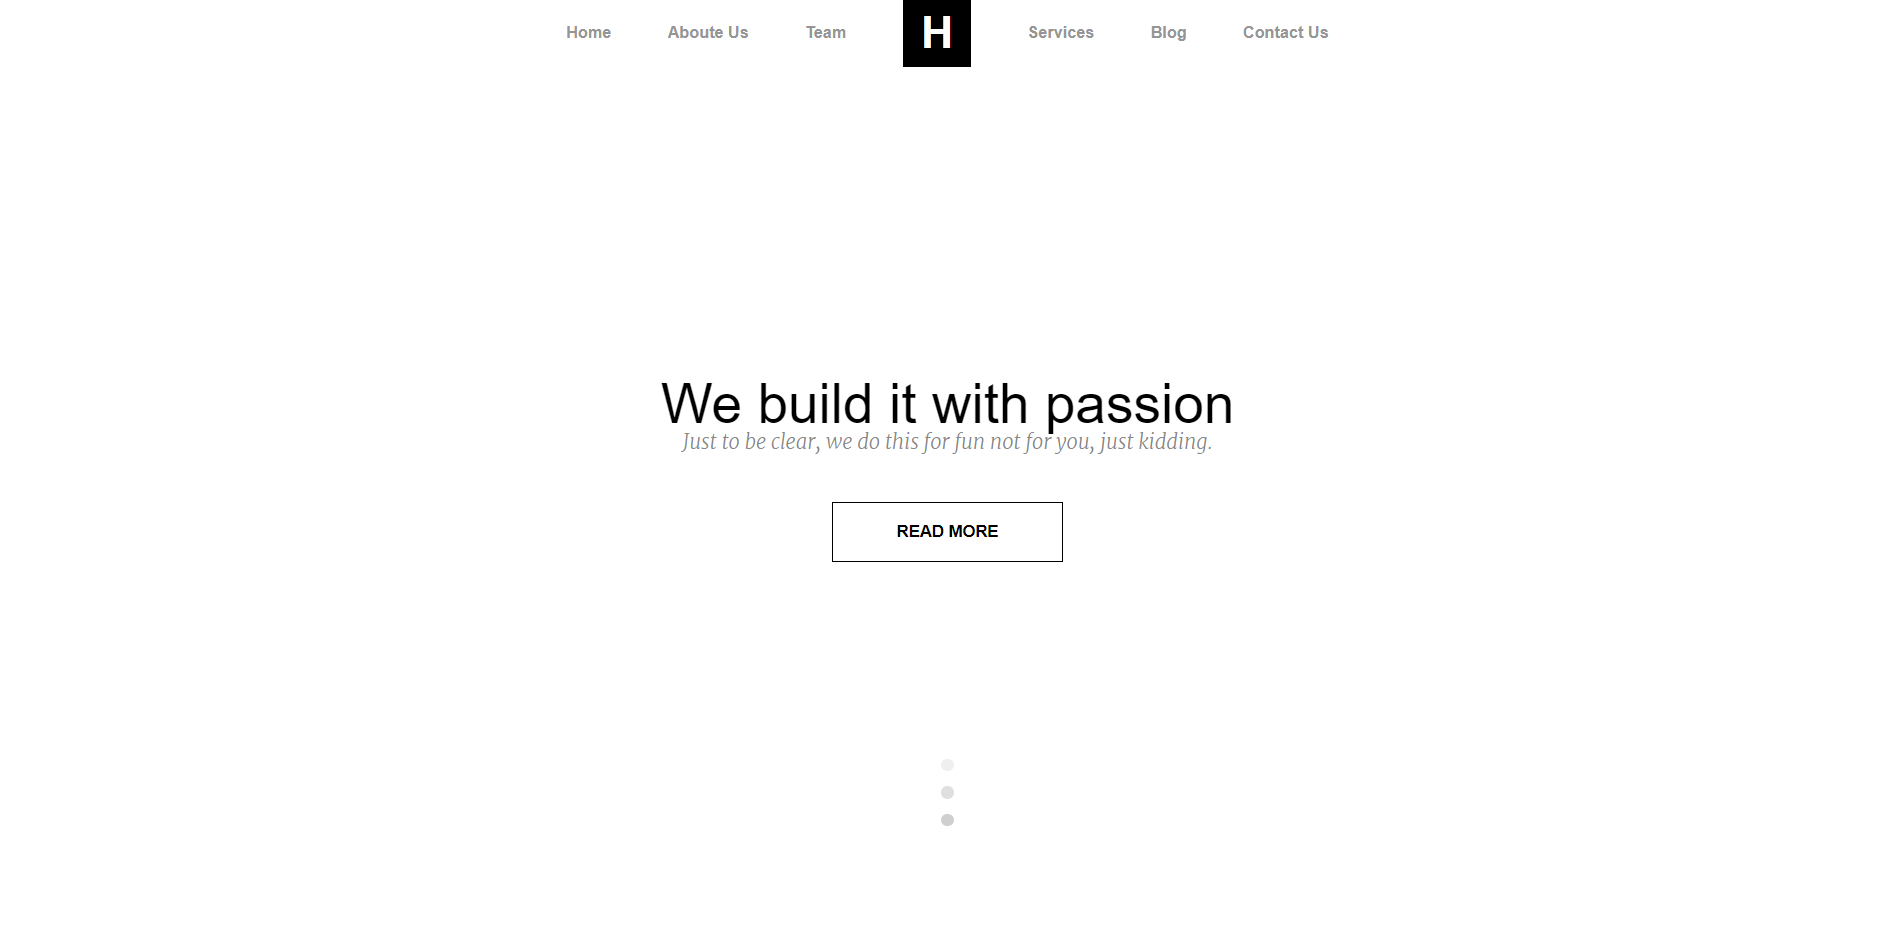 Home Aboute Us Team H Services Blog Contact Us
We build it with passion
Just to be clear, we do this for fun not for you, just kidding.
READ MORE